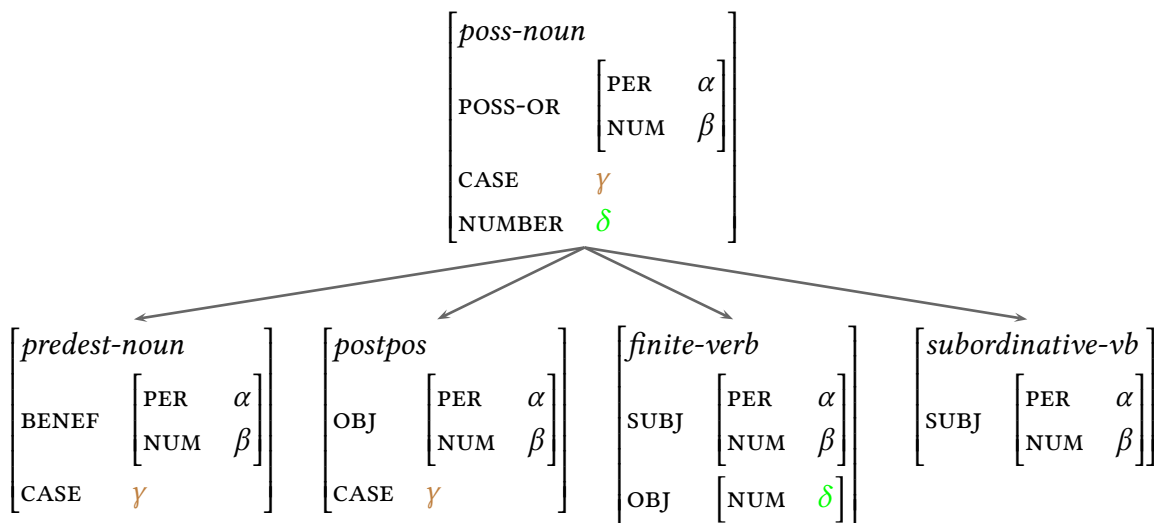 poss-noun
POSS-OR PER α
NUM β
CASE γ
NUMBER δ
predest-noun
BENEF PER α
NUM β
CASE γ
postpos
OBJ PER α
NUM β
CASE γ
finite-verb
SUBJ PER α
NUM β
OBJ NUM δ
subordinative-vb
SUBJ PER α
NUM β